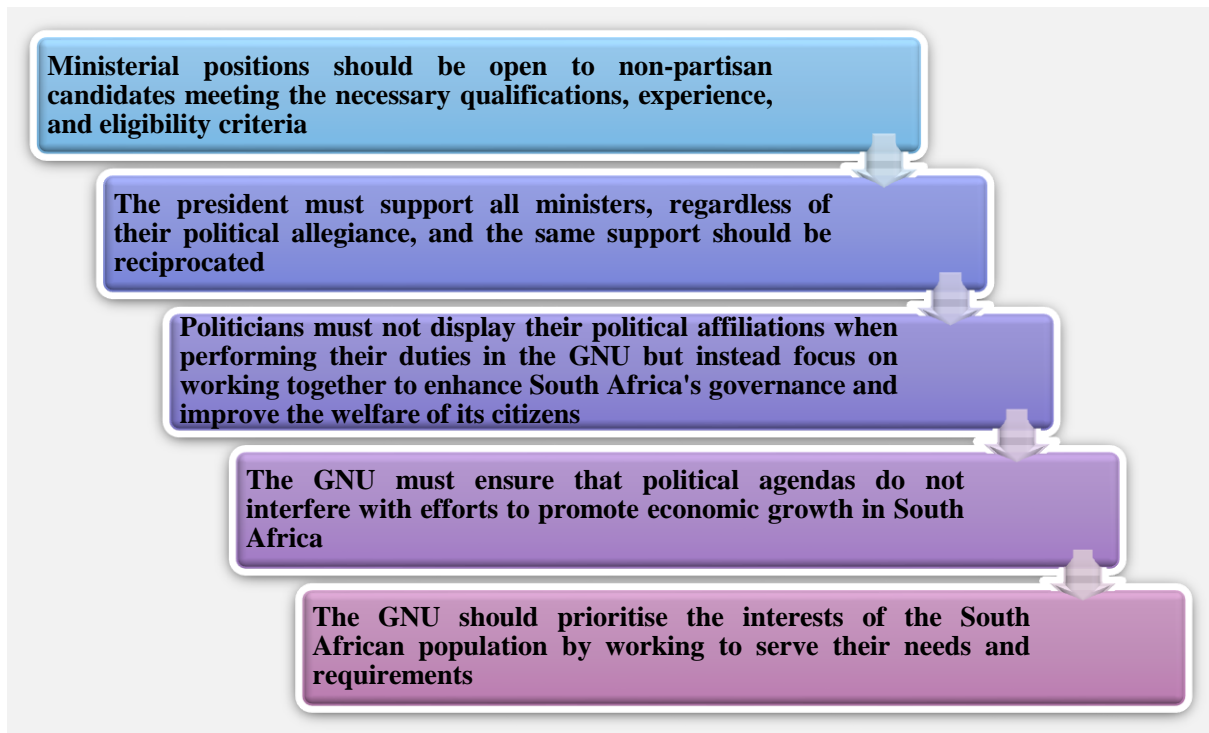 Ministerial positions should be open to non-partisan
candidates meeting the necessary qualifications, experience,
and eligibility criteria
The president must support all ministers, regardless of
their political allegiance, and the same support should be
reciprocated
Politicians must not display their political affiliations when
performing their duties in the GNU but instead focus on
working together to enhance South Africa's governance and
improve the welfare of its citizens
The GNU must ensure that political agendas do not
interfere with efforts to promote economic growth in South
Africa
The GNU should prioritise the interests of the South
African population by working to serve their needs and
requirements